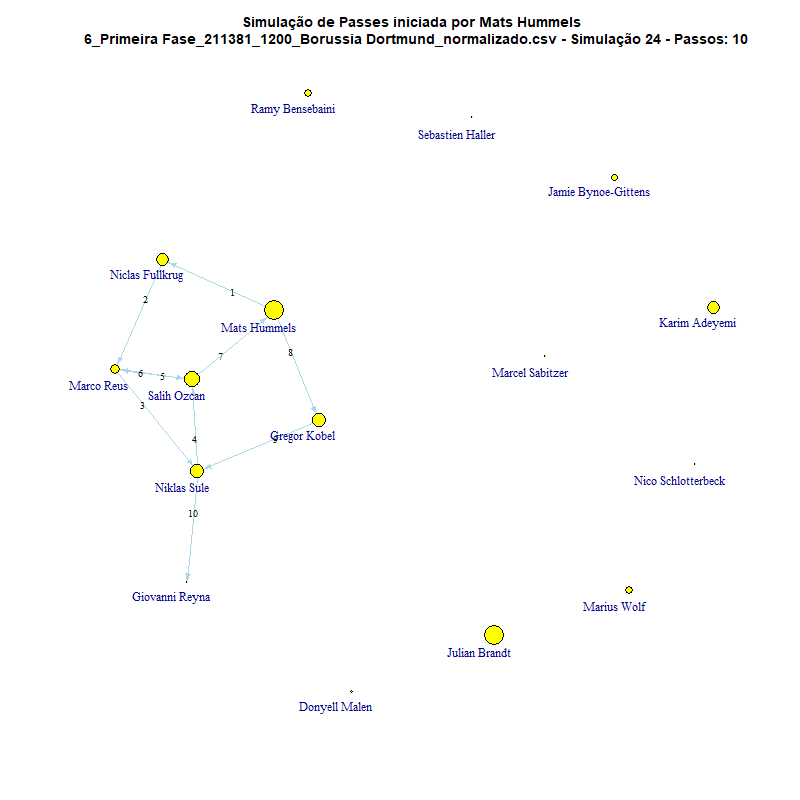 Simulação de Passes iniciada por Mats Hummels
6_Primeira Fase_211381_1200_Borussia Dortmund_normalizado.csv - Simulação 24 - Passos: 10
Ramy Bensebaini
Sebastien Haller
Jamie Bynoe-Gittens
Niclas Fullkrug
1
2
Mats Hummels
Karim Adeyemi
7
8
Marcel Sabitzer
6
5
Marco Reus
Salih Ozcan
3
Gregor Kobel
4
9
Nico Schlotterbeck
Niklas Sule
10
Giovanni Reyna
Marius Wolf
Julian Brandt
Donyell Malen